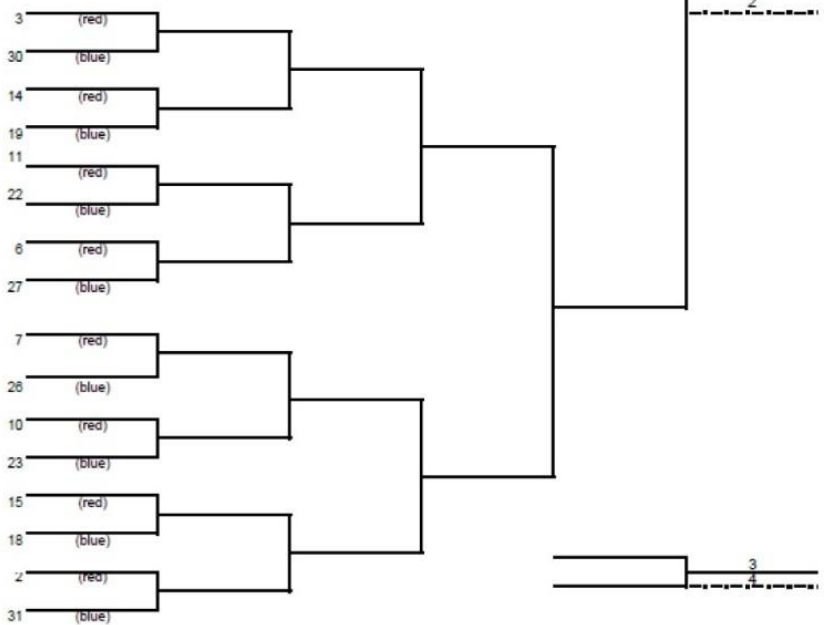 2
3 (red)
30 (blue)
14 (red)
19 (blue)
11 (red)
22 (blue)
6 (red)
27 (blue)
7 (red)
26 (blue)
10 (red)
23 (blue)
15 (red)
18 (blue)
3
2 (red)
4
31 (blue)